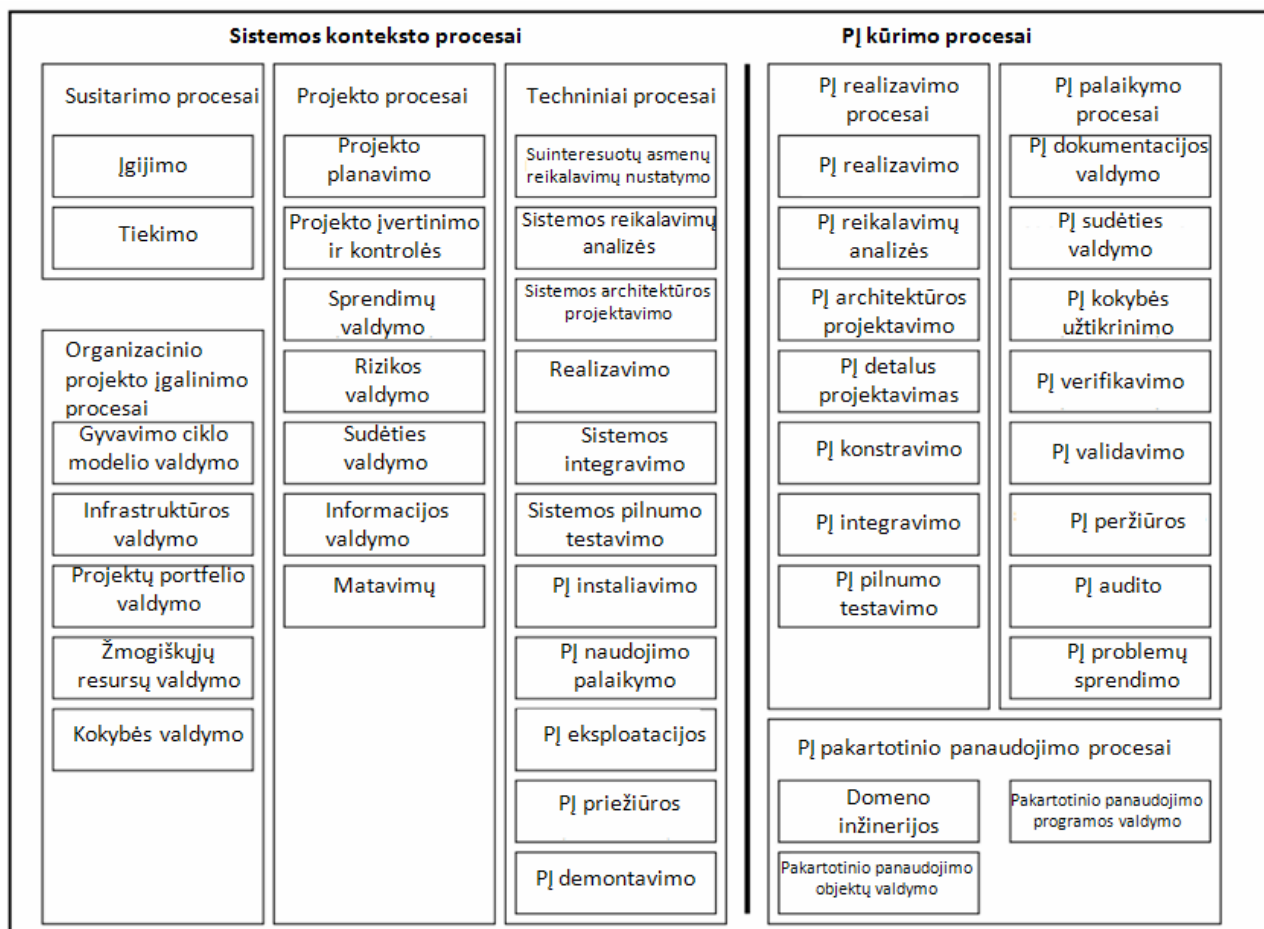 Sistemos konteksto procesai
Susitarimo procesai
Įgijimo
Tiekimo
Organizacinio
projekto įgalinimo
procesai
Gyvavimo ciklo
modelio valdymo
Infrastruktūros
valdymo
Projektų portfelio
valdymo
Žmogiškųjų
resursų valdymo
Kokybės valdymo
Projekto procesai
Projekto
planavimo
Projekto įvertinimo
ir kontrolės
Sprendimų
valdymo
Rizikos
valdymo
Sudėties
valdymo
Informacijos
valdymo
Matavimų
Techniniai procesai
Suinteresuotų asmenų
reikalavimų nustatymo
Sistemos reikalavimų
analizės
Sistemos architektūros
projektavimo
Realizavimo
Sistemos
integravimo
Sistemos pilnumo
testavimo
PĮ instaliavimo
PĮ naudojimo
palaikymo
PĮ eksploatacijos
PĮ priežiūros
PĮ demontavimo
PĮ kūrimo procesai
PĮ realizavimo
procesai
PĮ realizavimo
PĮ reikalavimų
analizės
PĮ architektūros
projektavimo
PĮ detalus
projektavimas
PĮ konstravimo
PĮ integravimo
PĮ pilnumo
testavimo
PĮ palaikymo
procesai
PĮ dokumentacijos
valdymo
PĮ sudėties
valdymo
PĮ kokybės
užtikrinimo
PĮ verifikavimo
PĮ validavimo
PĮ peržiūros
PĮ audito
PĮ problemų
sprendimo
PĮ pakartotinio panaudojimo procesai
Domeno
inžinerijos
Pakartotinio panaudojimo
programos valdymo
Pakartotinio panaudojimo
objektų valdymo